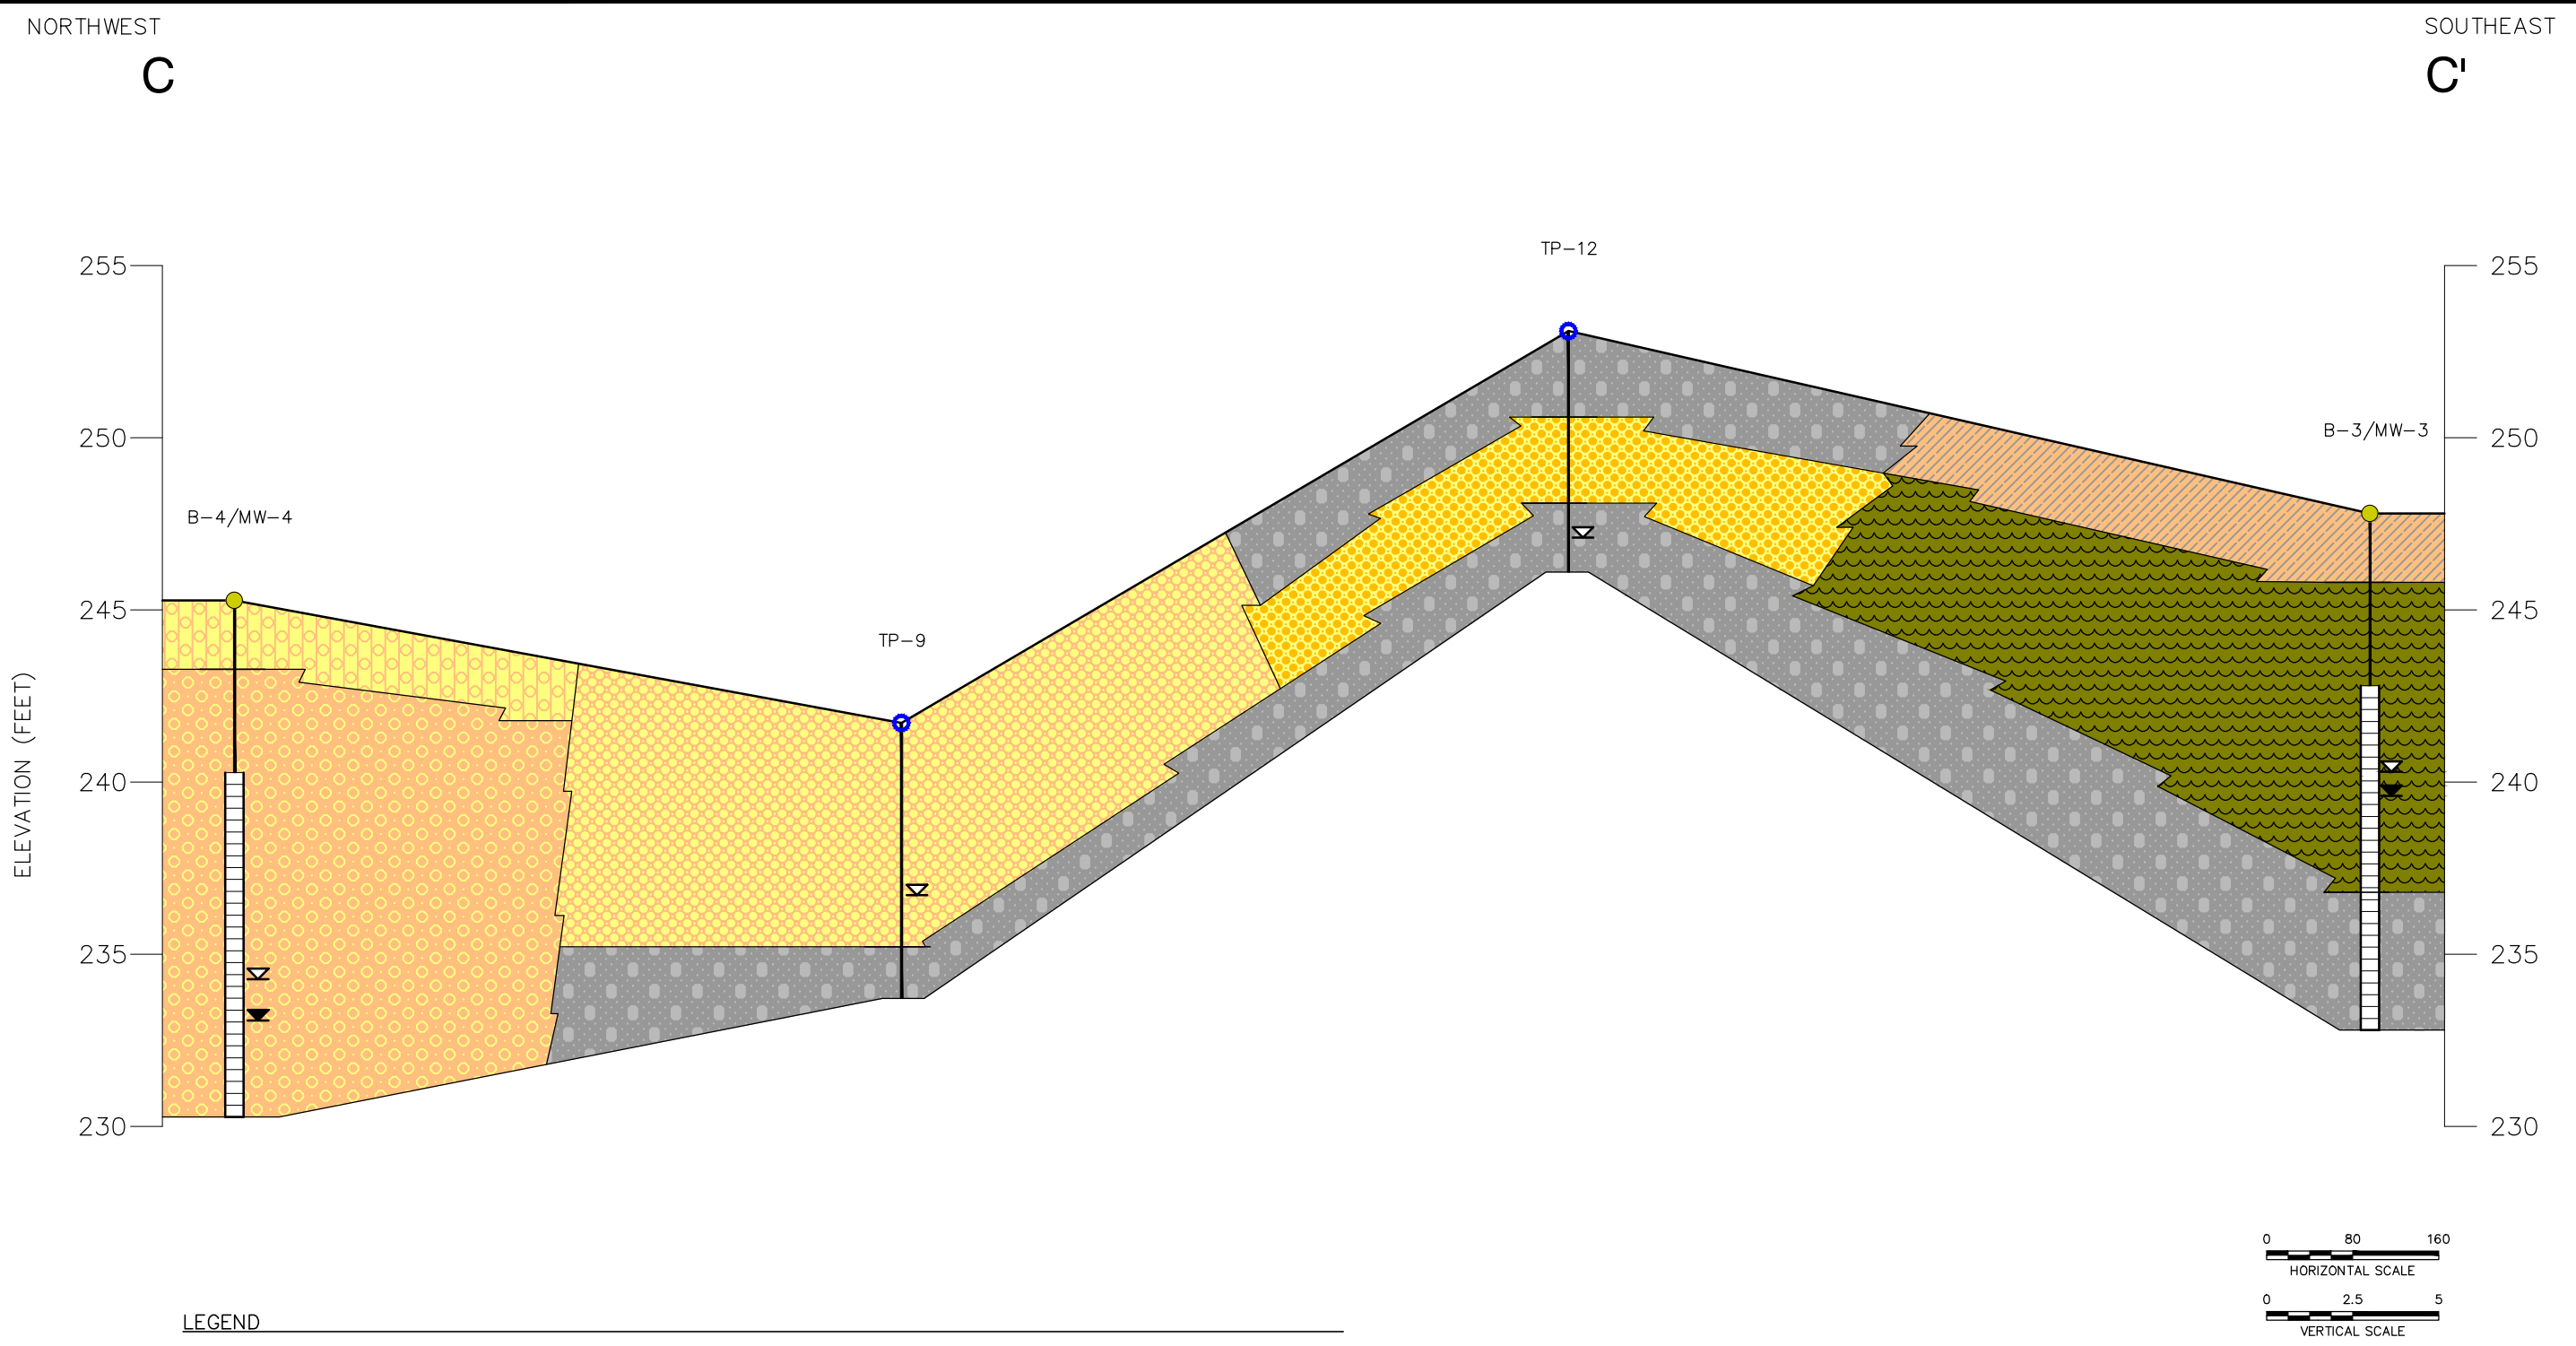 NORTHWEST
SOUTHEAST
C
C'
TP-12
255
255
250
B-3/MW-3
250
B-4/MW-4
245
TP-9
245
ELEVATION (FEET)
240
240
235
235
230
230
0 80 160
HORIZONTAL SCALE
0 2.5 5
VERTICAL SCALE
LEGEND